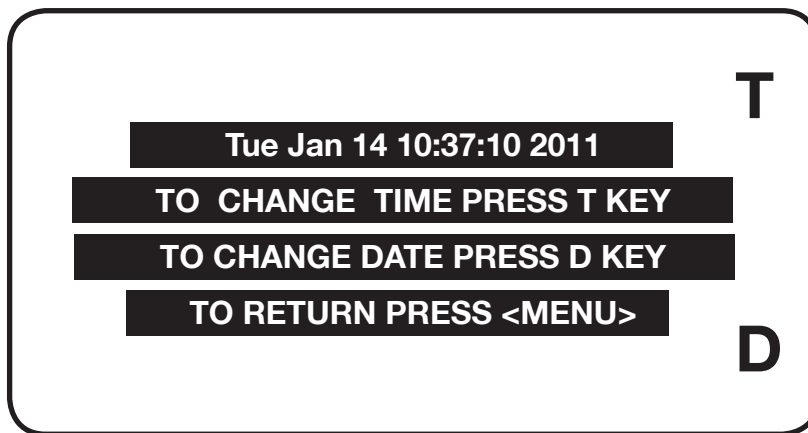 T
Tue Jan 14 10:37:10 2011
TO CHANGE TIME PRESS T KEY
TO CHANGE DATE PRESS D KEY
TO RETURN PRESS <MENU>
D